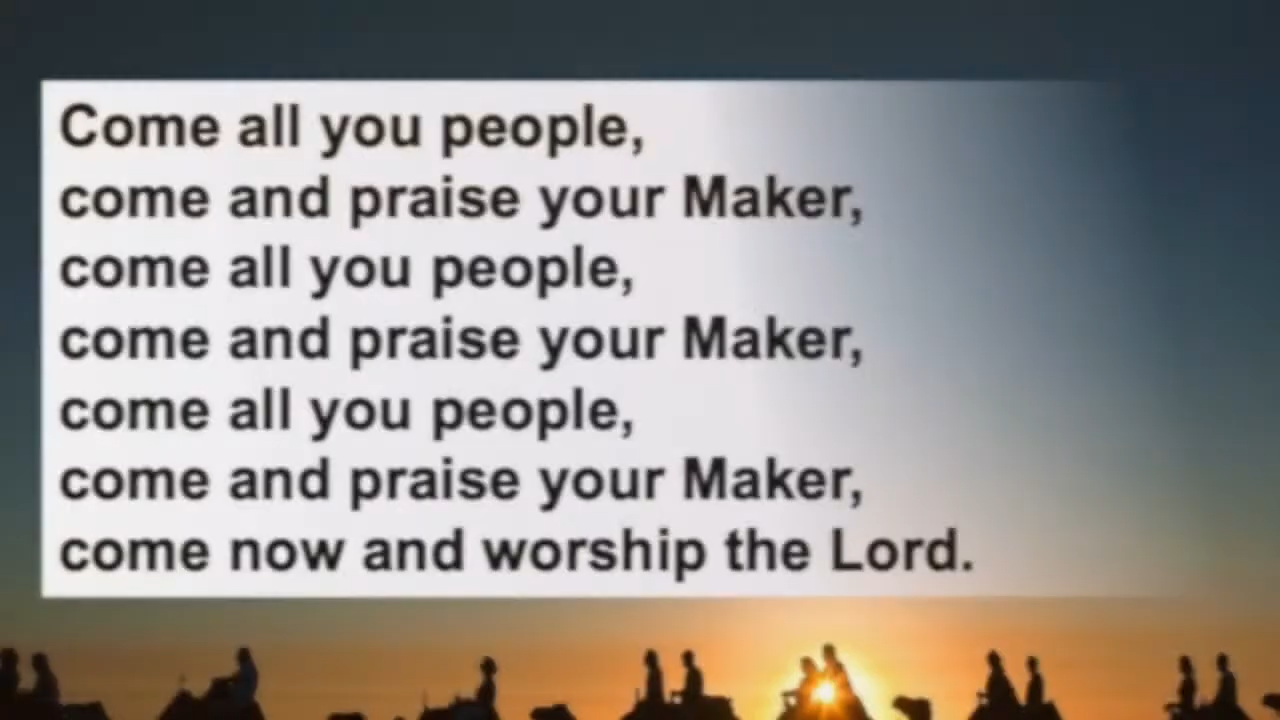 Come all you people,
come and praise your Maker,
come all you people,
come and praise your Maker,
come all you people,
come and praise your Maker,
come now and worship the Lord.